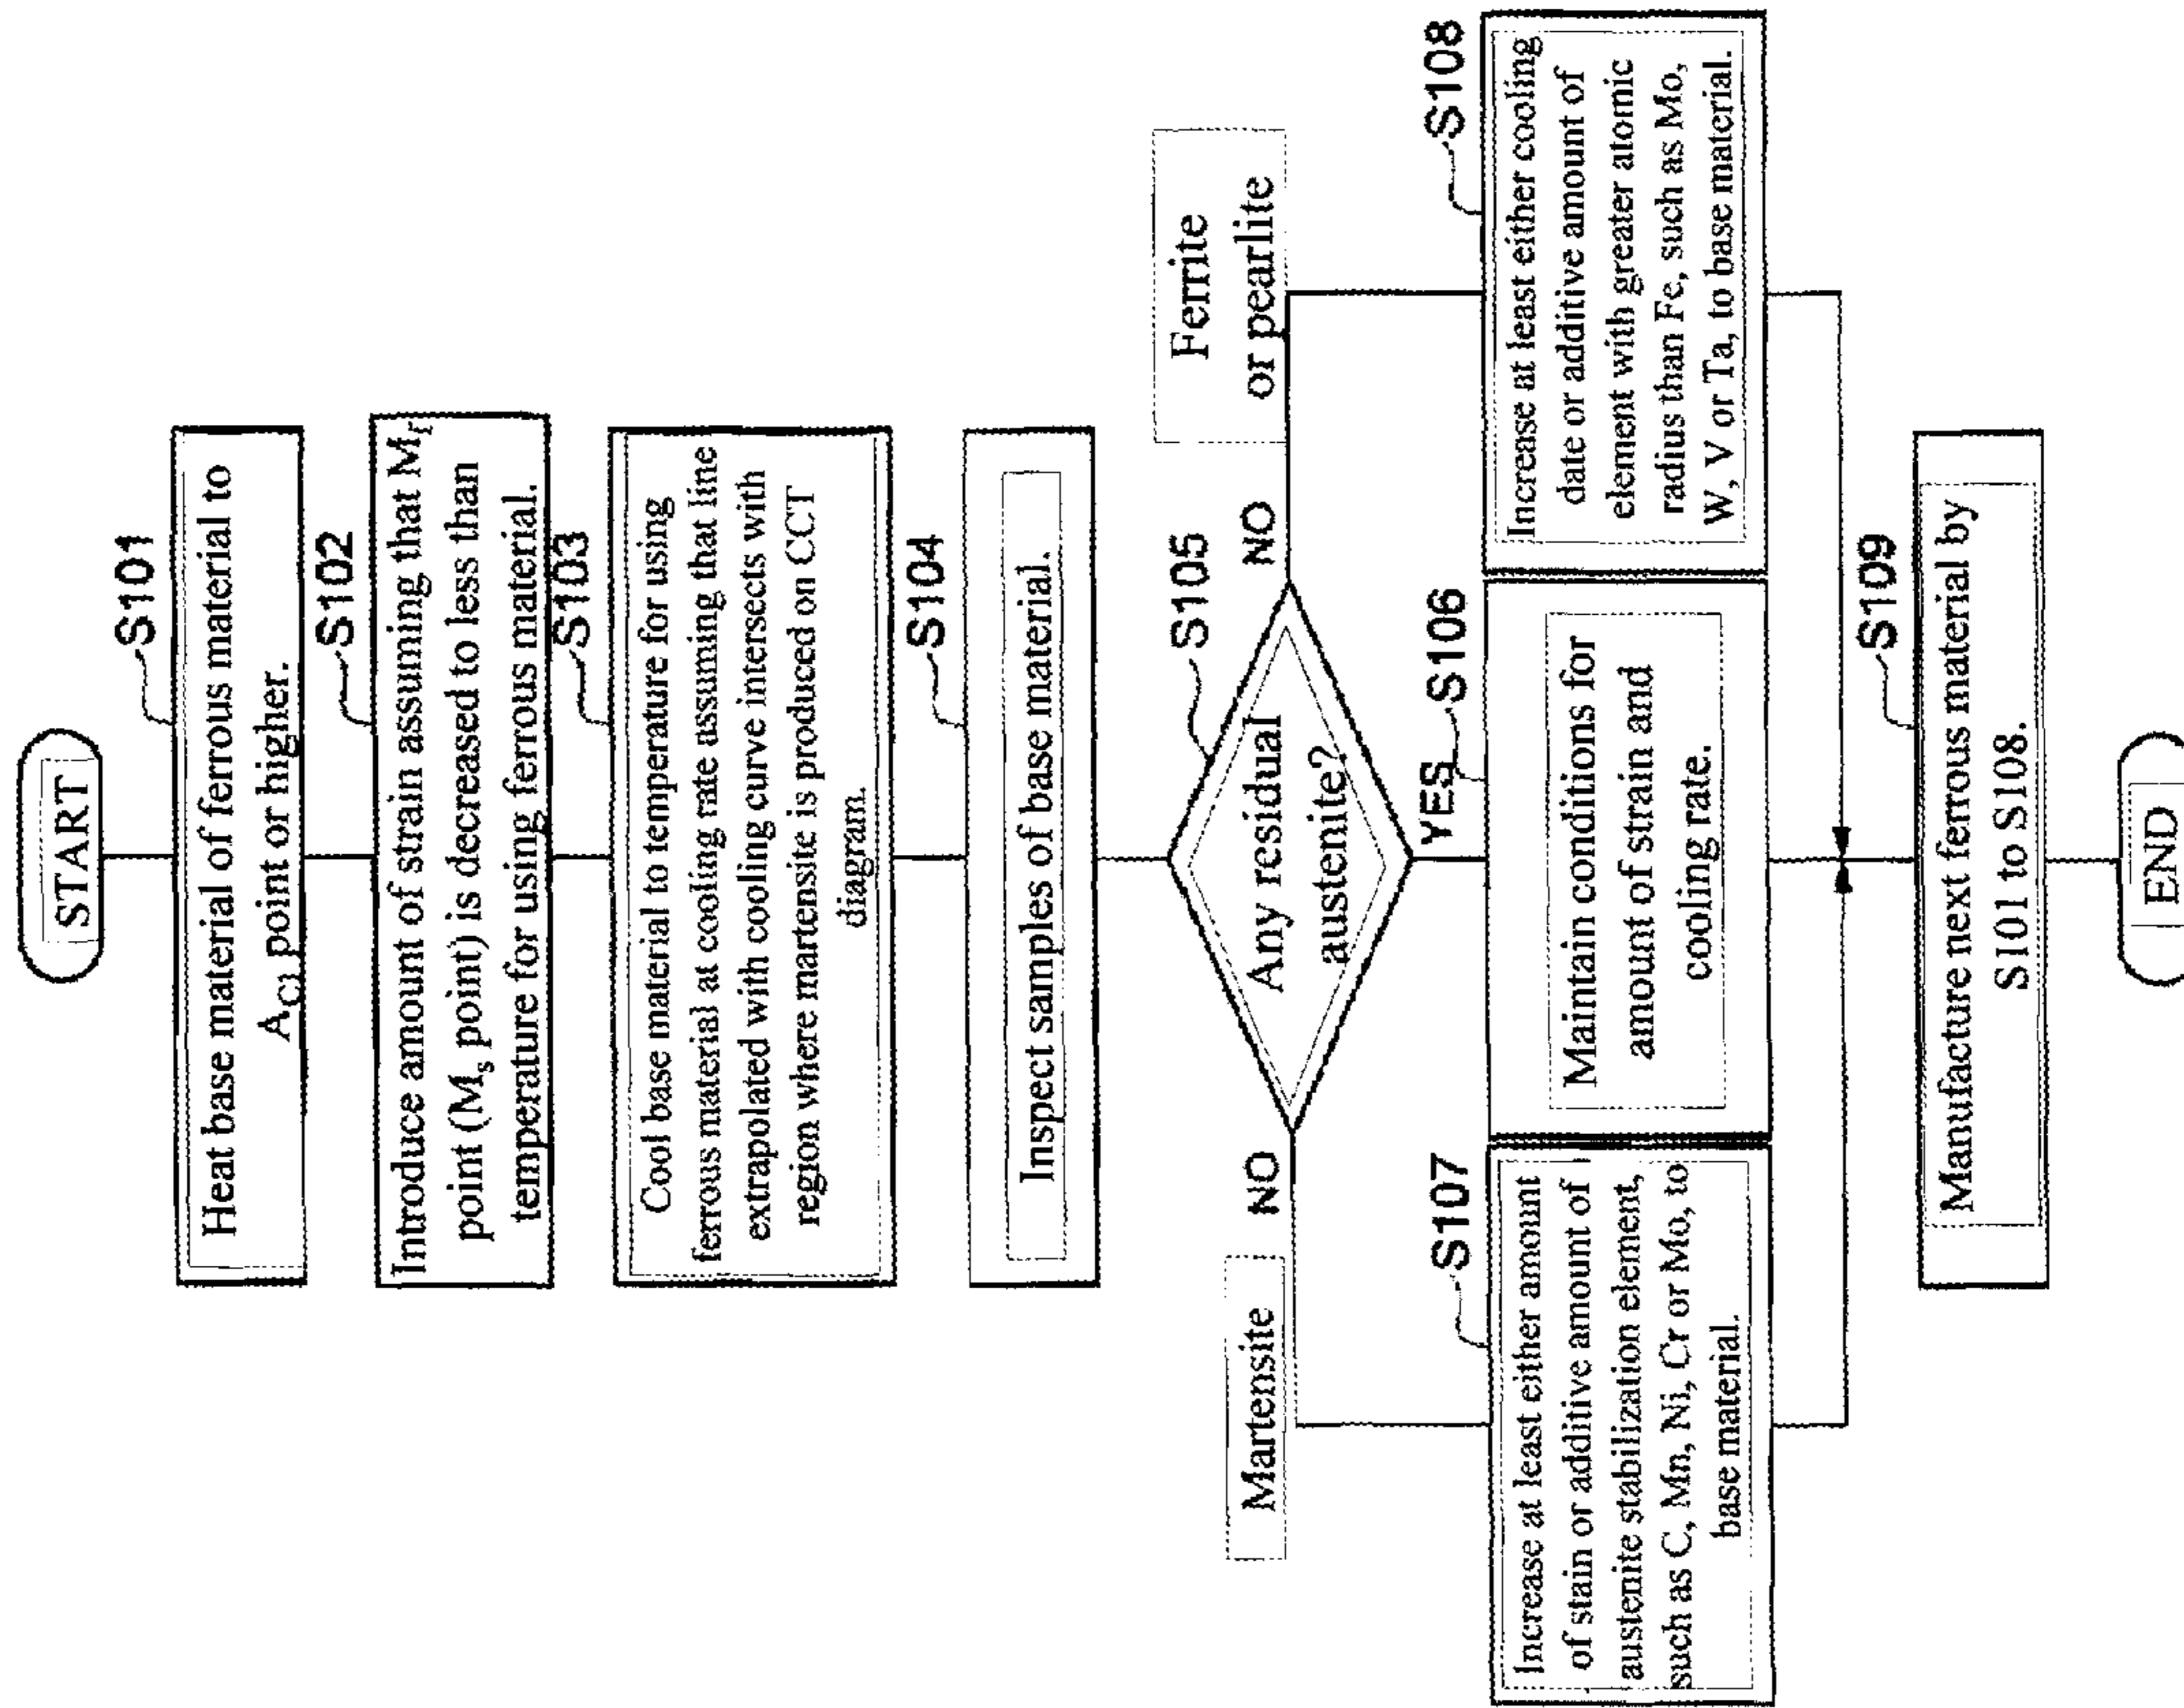 START
S101
Heat base material of ferrous material to
AC3 point or higher.
S102
Introduce amount of strain assuming that Mf
point (Ms point) is decreased to less than
temperature for using ferrous material.
S103
Cool base material to temperature for using
ferrous material at cooling rate assuming that line
extrapolated with cooling curve intersects with
region where martensite is produced on CCT
diagram.
S104
Inspect samples of base material.
S105
Any residual
austenite?
NO
Martensite
YES
NO
Ferrite
or pearlite
S107
Increase at least either amount
of stain or additive amount of
austenite stabilization element,
such as C, Mn, Ni, Cr or Mo, to
base material.
S106
Maintain conditions for
amount of strain and
cooling rate.
S108
Increase at least either cooling
date or additive amount of
element with greater atomic
radius than Fe, such as Mo,
W, V or Ta, to base material.
S109
Manufacture next ferrous material by
S101 to S108.
END